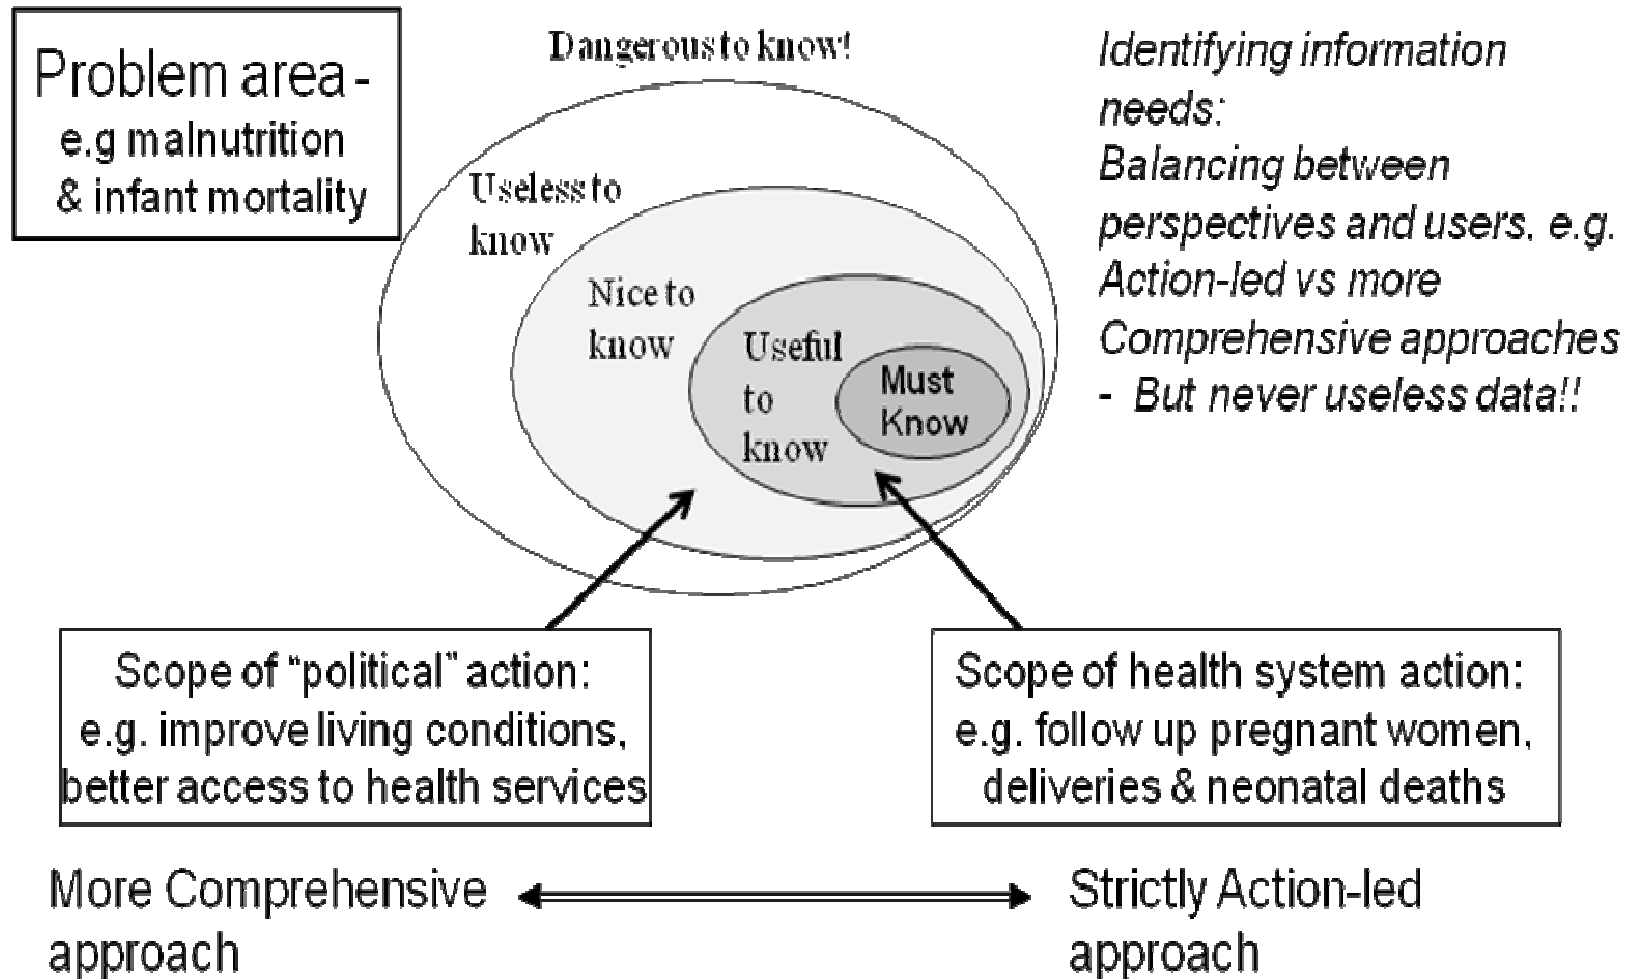 Problem area -
e.g malnutrition
& infant mortality
Dangerous to know!
Useless to
know
Nice to
know
Useful
to
know
Must
Know
Identifying information
needs:
Balancing between
perspectives and users, e.g.
Action-led vs more
Comprehensive approaches
- But never useless data!!
Scope of “political” action:
e.g. improve living conditions,
better access to health services
Scope of health system action:
e.g. follow up pregnant women,
deliveries & neonatal deaths
More Comprehensive
approach
Strictly Action-led
approach